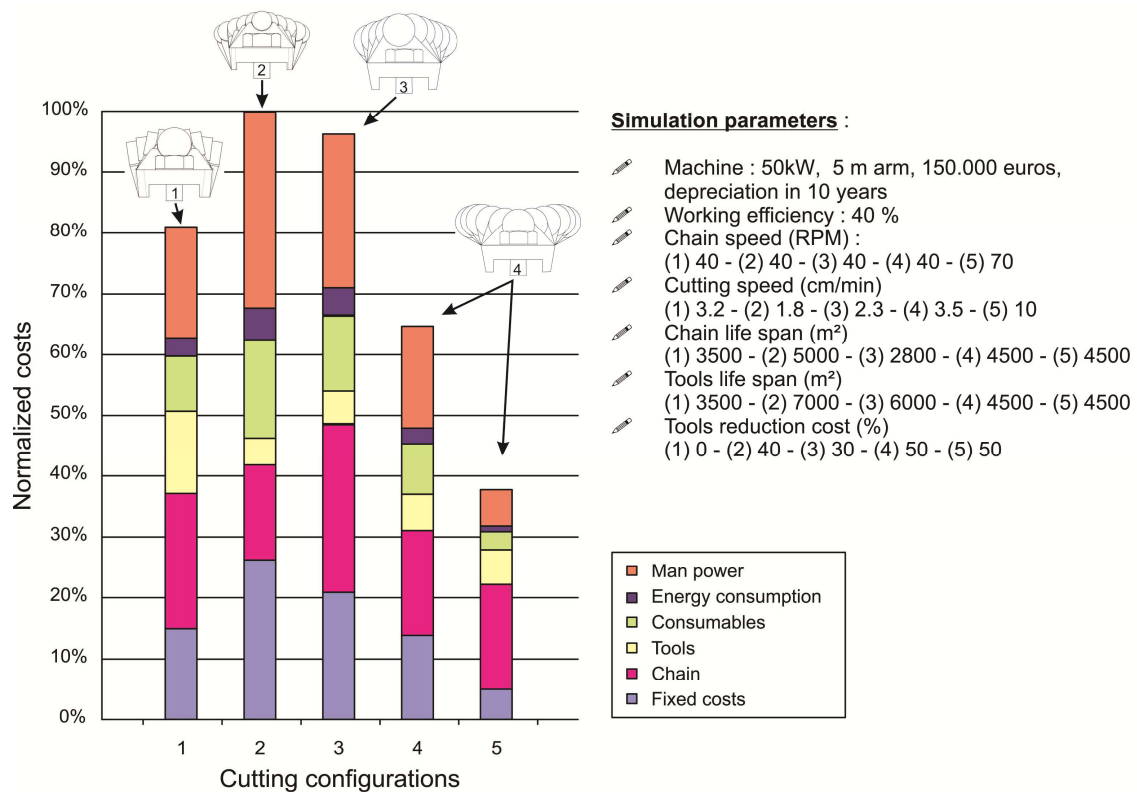 2
3
1
4
100%
90%
80%
70%
60%
50%
40%
30%
20%
10%
0%
Normalized costs
1 2 3 4 5
Cutting configurations
Simulation parameters :
Machine : 50kW, 5 m arm, 150.000 euros,
depreciation in 10 years
Working efficiency : 40 %
Chain speed (RPM) :
(1) 40 - (2) 40 - (3) 40 - (4) 40 - (5) 70
Cutting speed (cm/min)
(1) 3.2 - (2) 1.8 - (3) 2.3 - (4) 3.5 - (5) 10
Chain life span (m²)
(1) 3500 - (2) 5000 - (3) 2800 - (4) 4500 - (5) 4500
Tools life span (m²)
(1) 3500 - (2) 7000 - (3) 6000 - (4) 4500 - (5) 4500
Tools reduction cost (%)
(1) 0 - (2) 40 - (3) 30 - (4) 50 - (5) 50
Man power
Energy consumption
Consumables
Tools
Chain
Fixed costs